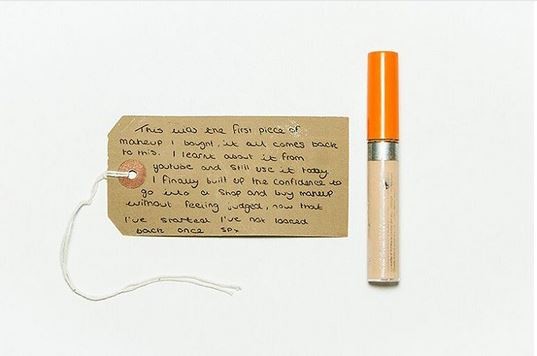 This was the first piece of
makeup I bought, it all comes back
to this. I learnt about it from
youtube and still use it today
I finally built up the confidence to
go into a shop and buy makeup
without feeling judged, now that
I've started I've not looked
back once